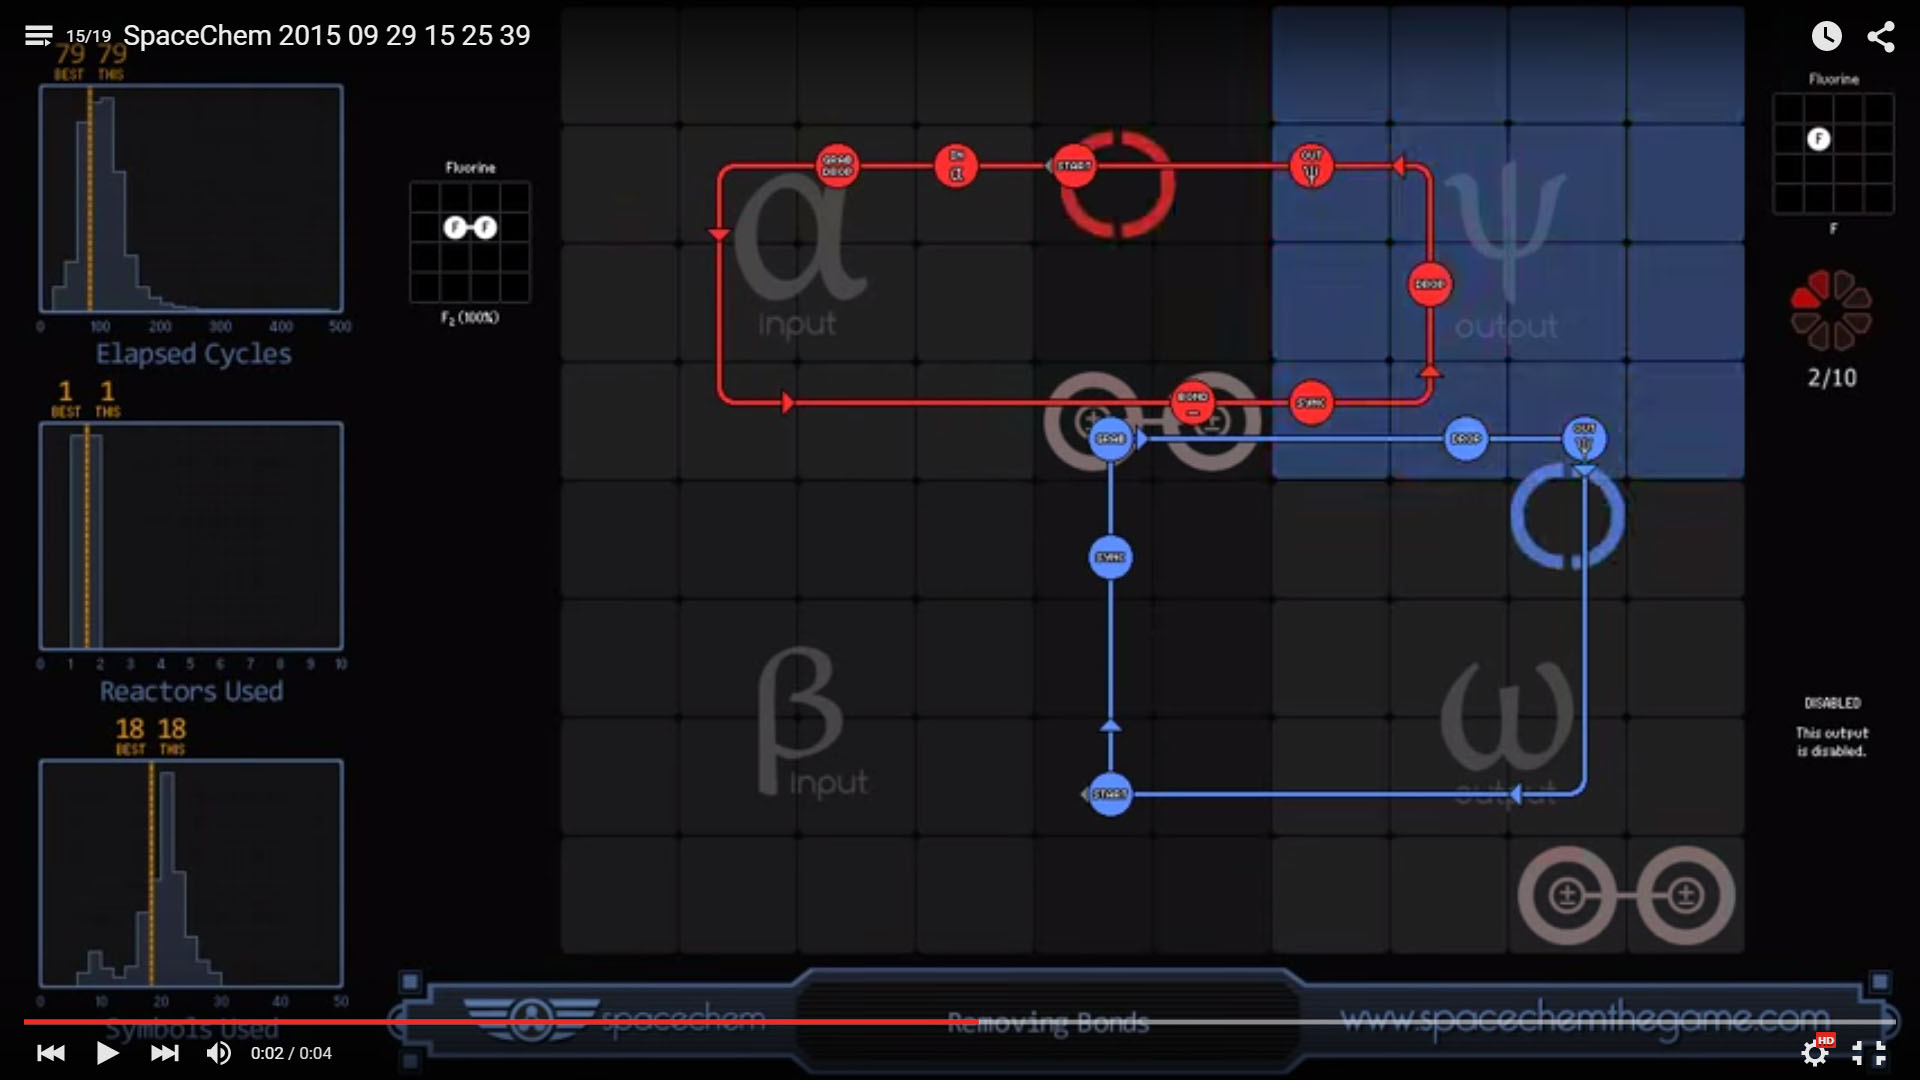 15/19 SpaceChem 2015 09 29 15 25 39
79 79
BEST THIS
0 100 200 300 400 500
Elapsed Cycles
1 1
BEST THIS
0 1 2 3 4 5 6 7 8 9 10
Reactors Used
18 18
BEST THIS
0 10 20 30 40 50
Symbols Used
Fluorine
F F
F₂ (100%)
GRAB DROP
IN α
START
OUT ψ
DROP
BOND −
SYNC
GRAB
DROP
OUT ψ
SYNC
START
α
input
ψ
output
β
input
ω
output
± ±
± ±
Fluorine
F
F
2/10
DISABLED
This output
is disabled.
spacechem
Removing Bonds
www.spacechemthegame.com
0:02 / 0:04
HD